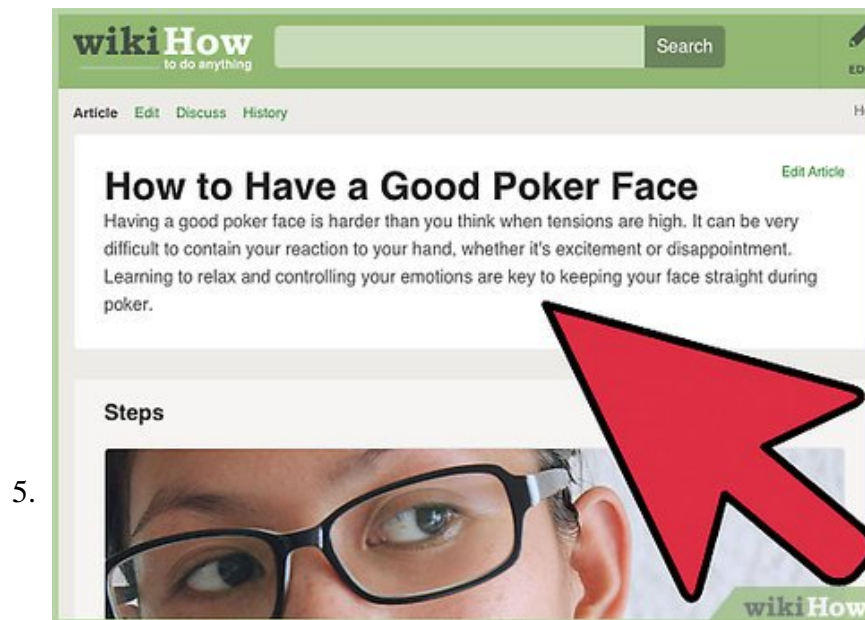 wikiHow
to do anything
Search
Article Edit Discuss History
How to Have a Good Poker Face
Edit Article
Having a good poker face is harder than you think when tensions are high. It can be very
difficult to contain your reaction to your hand, whether it's excitement or disappointment.
Learning to relax and controlling your emotions are key to keeping your face straight during
poker.
Steps
5.
wikiHow